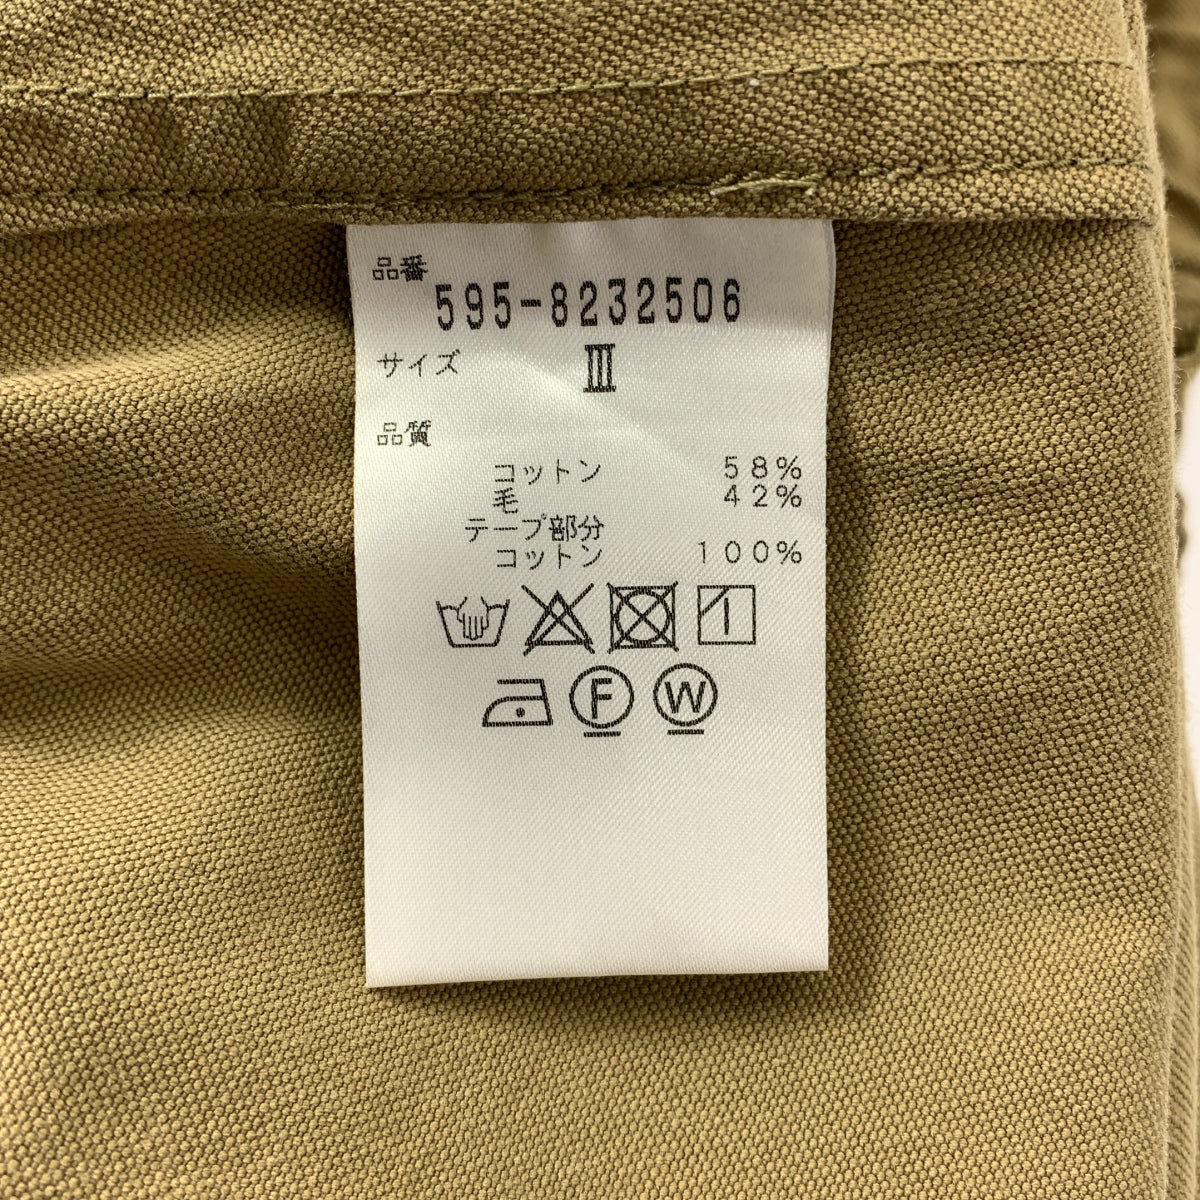 品番
595-8232506
サイズ Ⅲ
品質
コットン 58%
毛 42%
テープ部分
コットン 100%
F W